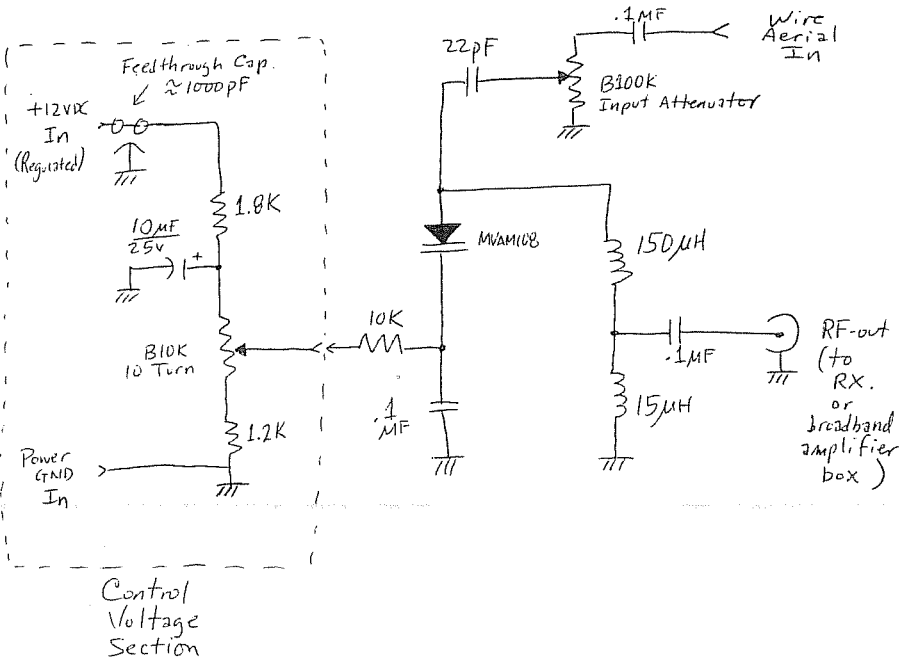 Feedthrough Cap.
≈1000pF
+12VDC
In
(Regulated)
1.8K
10μF
25v
+
B10K
10 Turn
1.2K
Power
GND
In
Control
Voltage
Section
10K
.1
MF
22pF
.1MF
Wire
Aerial
In
B100K
Input Attenuator
MVAM108
150μH
.1MF
15μH
RF-out
(to
RX.
or
broadband
amplifier
box)